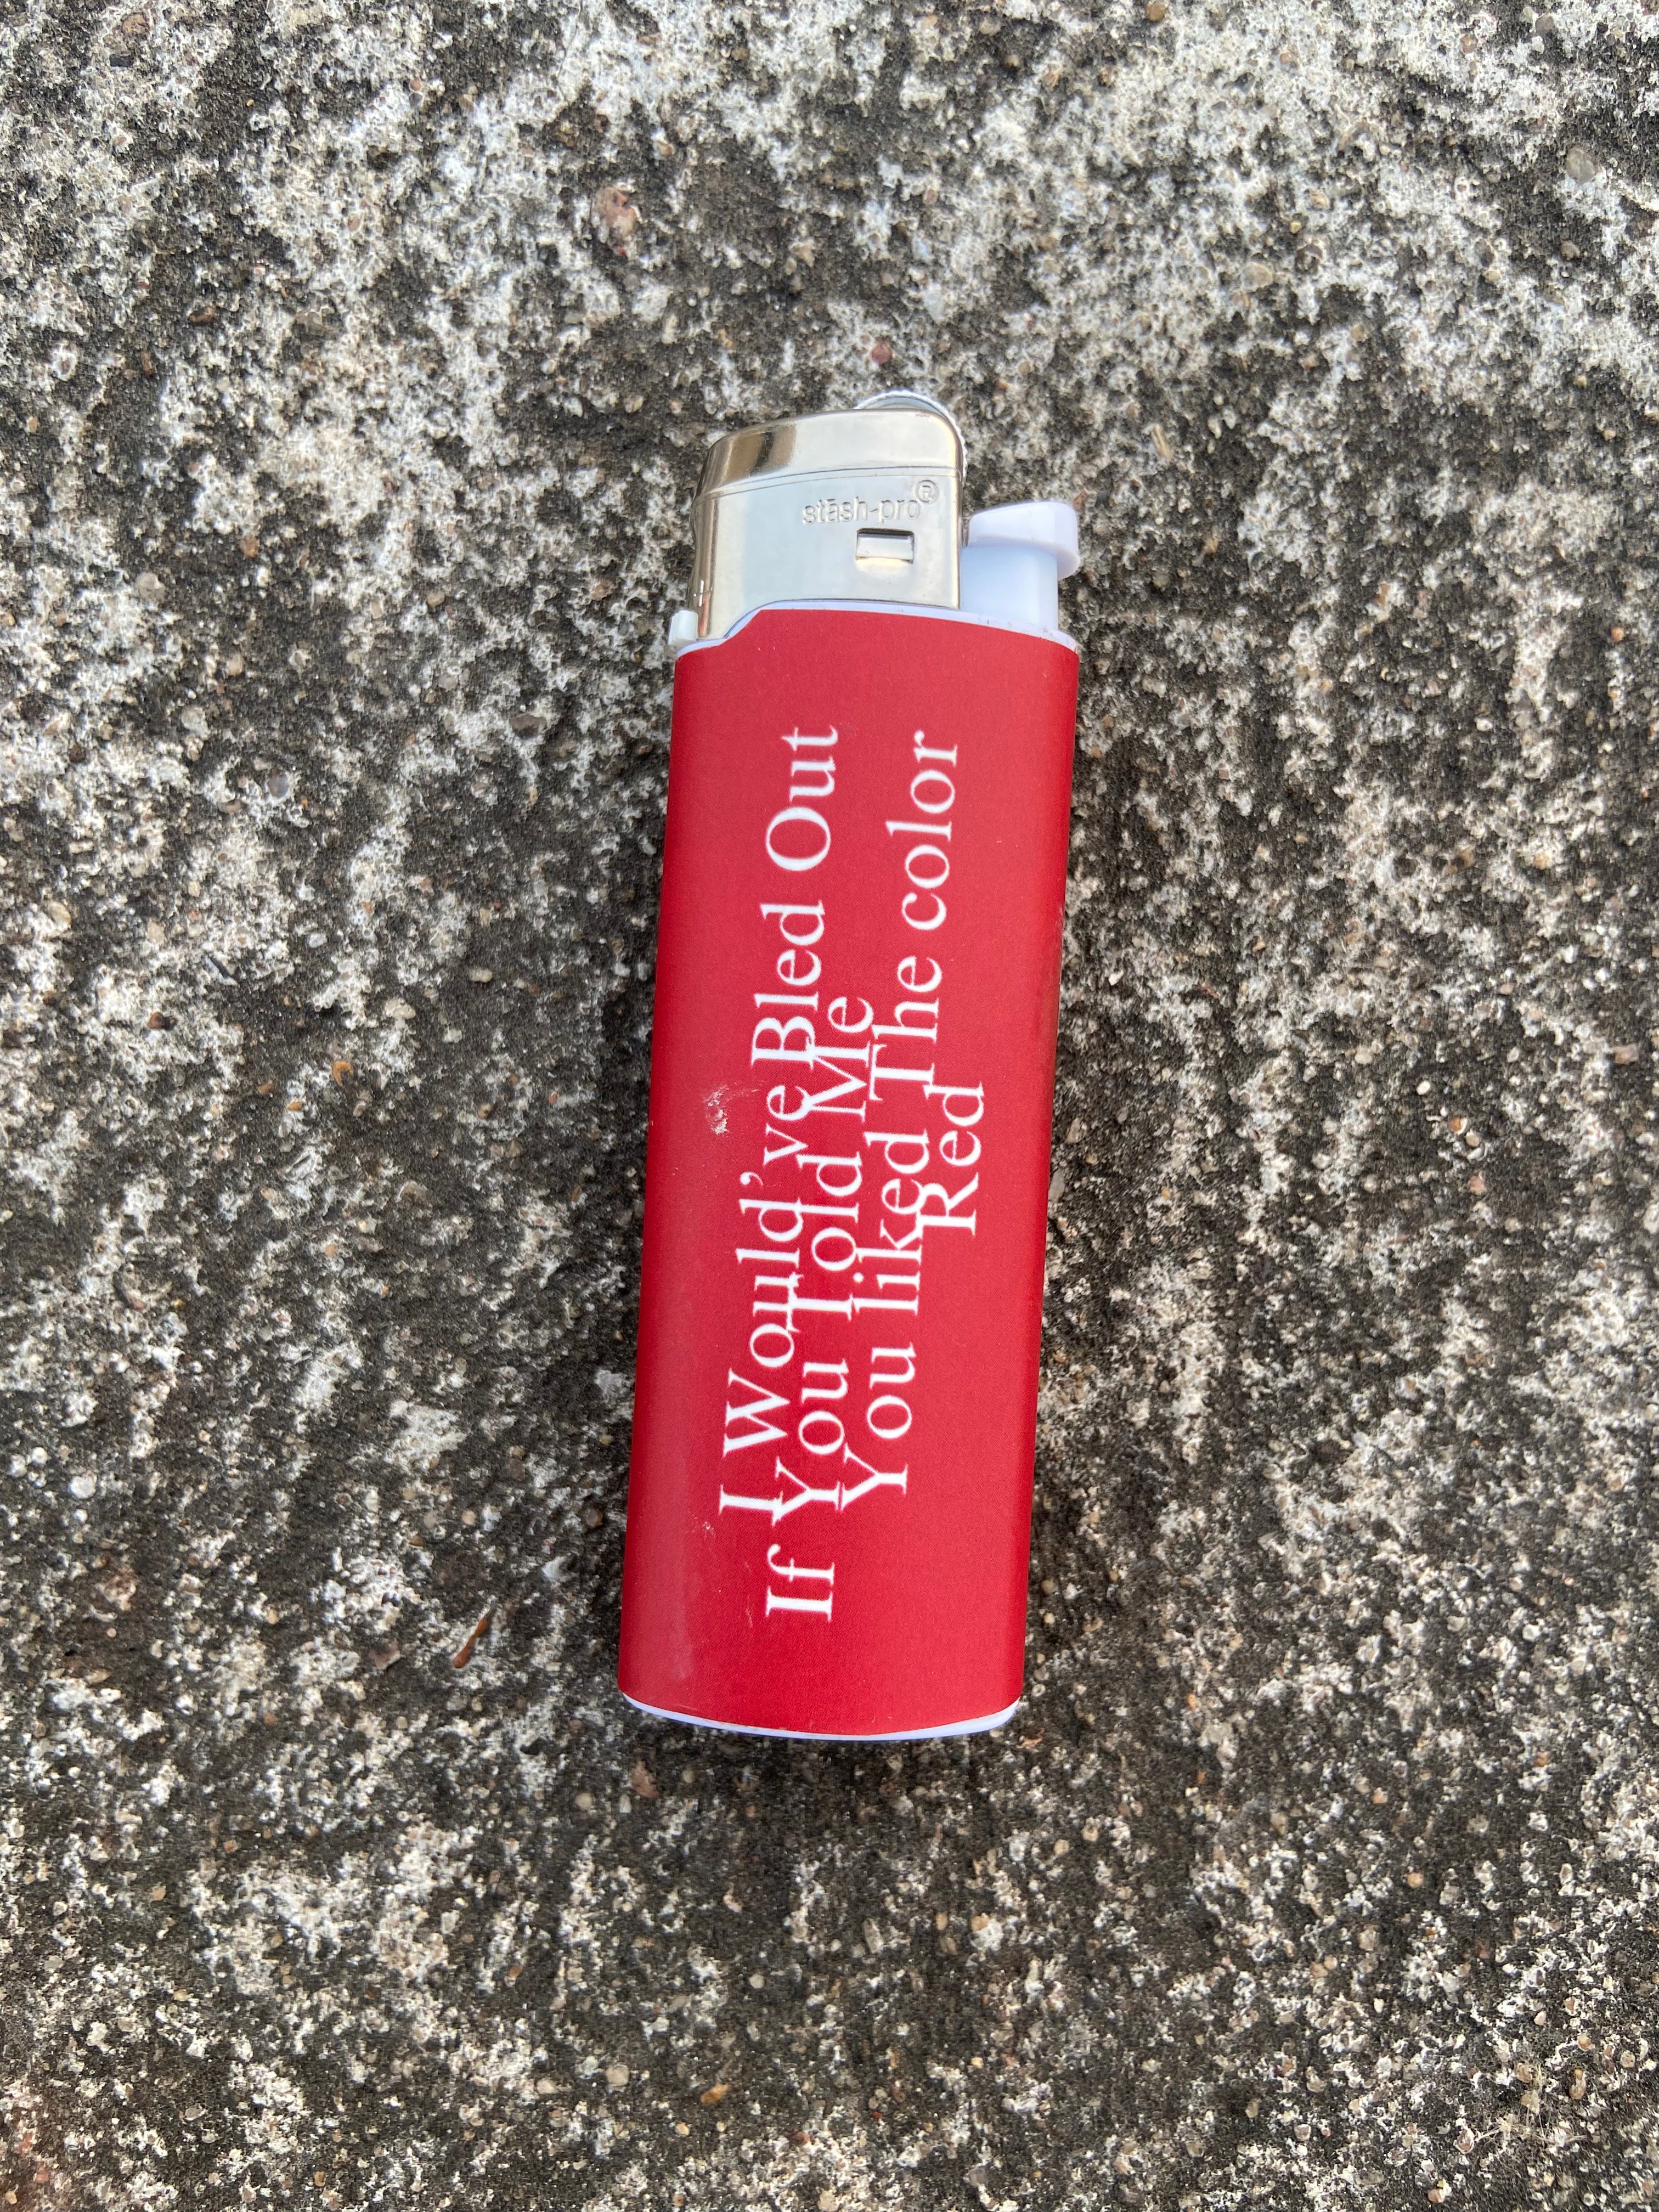 stāsh-pro®
I Would've Bled Out
If You Told Me
You liked The color
Red